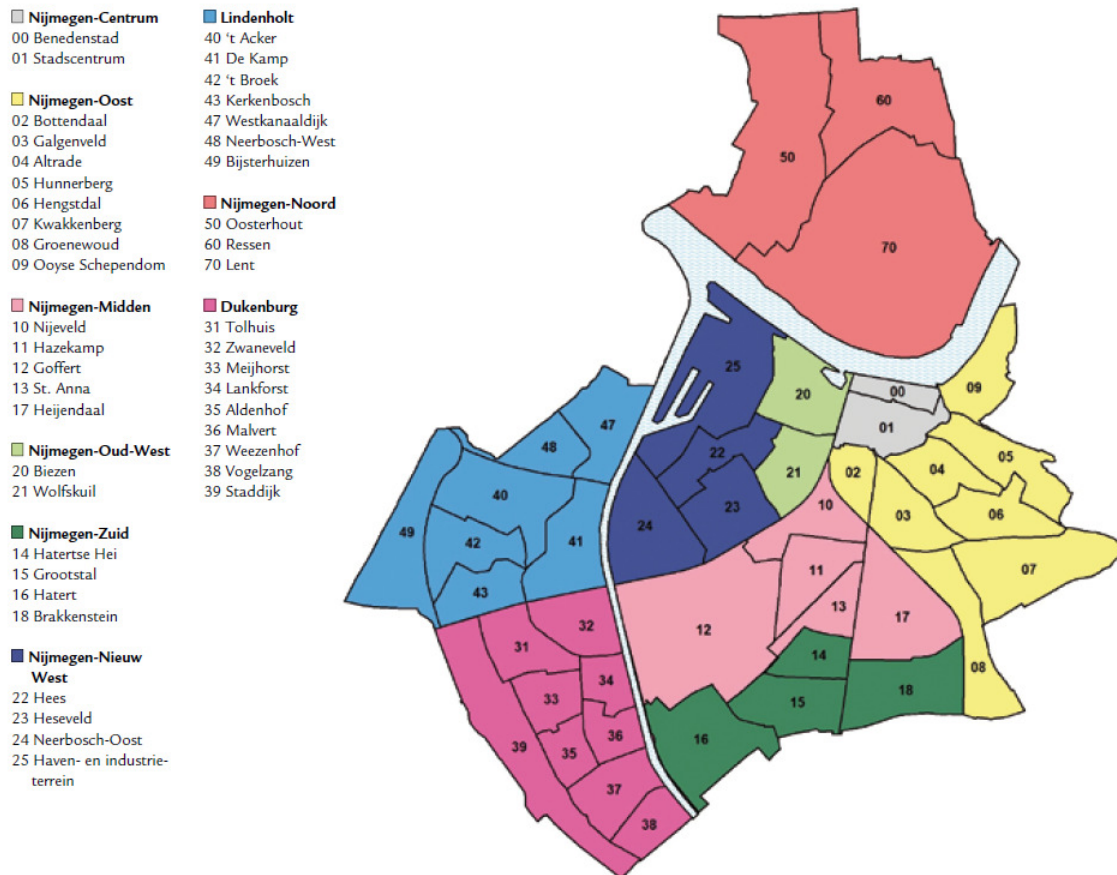 Nijmegen-Centrum
00 Benedenstad
01 Stadscentrum
Nijmegen-Oost
02 Bottendaal
03 Galgenveld
04 Altrade
05 Hunnerberg
06 Hengstdal
07 Kwakkenberg
08 Groenewoud
09 Ooyse Schependom
Nijmegen-Midden
10 Nijeveld
11 Hazekamp
12 Goffert
13 St. Anna
17 Heijendaal
Nijmegen-Oud-West
20 Biezen
21 Wolfskuil
Nijmegen-Zuid
14 Hatertse Hei
15 Grootstal
16 Hatert
18 Brakkenstein
Nijmegen-Nieuw
West
22 Hees
23 Heseveld
24 Neerbosch-Oost
25 Haven- en industrie-
terrein
Lindenholt
40 ‘t Acker
41 De Kamp
42 ‘t Broek
43 Kerkenbosch
47 Westkanaaldijk
48 Neerbosch-West
49 Bijsterhuizen
Nijmegen-Noord
50 Oosterhout
60 Ressen
70 Lent
Dukenburg
31 Tolhuis
32 Zwaneveld
33 Meijhorst
34 Lankforst
35 Aldenhof
36 Malvert
37 Weezenhof
38 Vogelzang
39 Staddijk
60
50
70
25
09
00
20
01
47
48
22
21
02
04
05
40
23
10
03
06
49
24
42
41
11
07
43
13
17
32
12
31
14
08
34
18
33
15
39
36
16
35
37
38